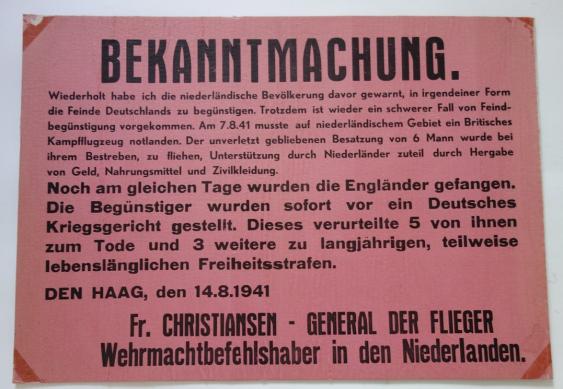 BEKANNTMACHUNG.
Wiederholt habe ich die niederländische Bevölkerung davor gewarnt, in irgendeiner Form
die Feinde Deutschlands zu begünstigen. Trotzdem ist wieder ein schwerer Fall von Feind-
begünstigung vorgekommen. Am 7.8.41 musste auf niederländischem Gebiet ein Britisches
Kampfflugzeug notlanden. Der unverletzt gebliebenen Besatzung von 6 Mann wurde bei
ihrem Bestreben, zu fliehen, Unterstützung durch Niederländer zuteil durch Hergabe
von Geld, Nahrungsmittel und Zivilkleidung.
Noch am gleichen Tage wurden die Engländer gefangen.
Die Begünstiger wurden sofort vor ein Deutsches
Kriegsgericht gestellt. Dieses verurteilte 5 von ihnen
zum Tode und 3 weitere zu langjährigen, teilweise
lebenslänglichen Freiheitsstrafen.
DEN HAAG, den 14.8.1941
Fr. CHRISTIANSEN - GENERAL DER FLIEGER
Wehrmachtbefehlshaber in den Niederlanden.